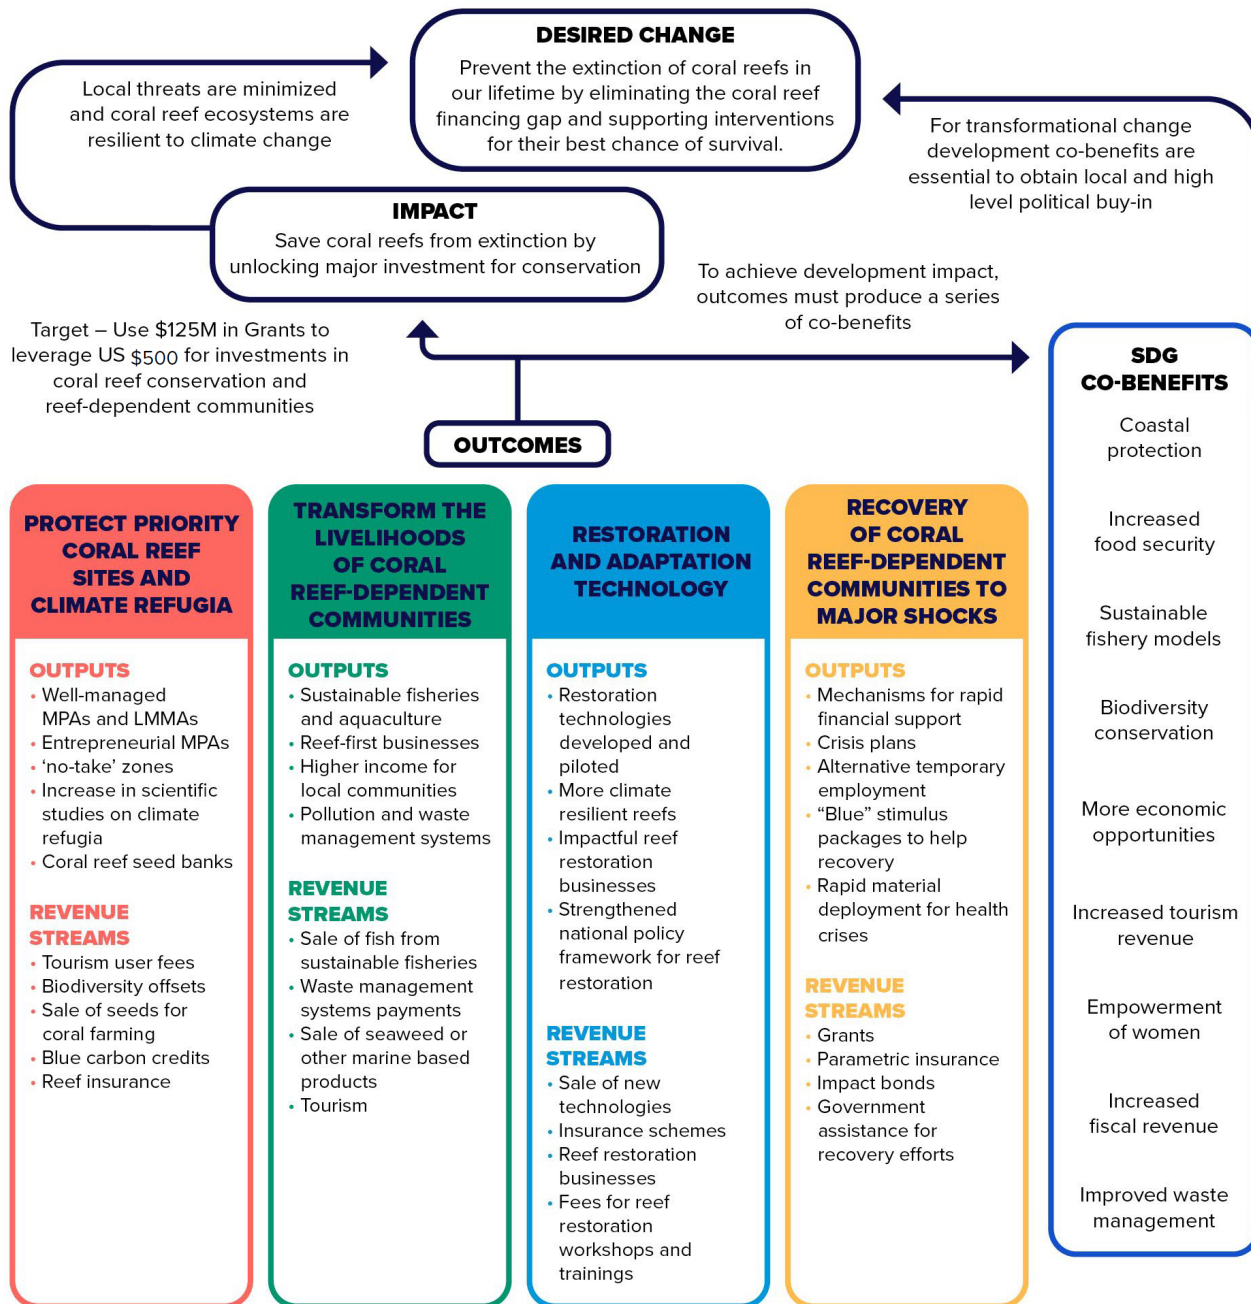 DESIRED CHANGE
Prevent the extinction of coral reefs in
our lifetime by eliminating the coral reef
financing gap and supporting interventions
for their best chance of survival.
Local threats are minimized
and coral reef ecosystems are
resilient to climate change
For transformational change
development co-benefits are
essential to obtain local and high
level political buy-in
IMPACT
Save coral reefs from extinction by
unlocking major investment for conservation
To achieve development impact,
outcomes must produce a series
of co-benefits
Target – Use $125M in Grants to
leverage US $500 for investments in
coral reef conservation and
reef-dependent communities
OUTCOMES
PROTECT PRIORITY
CORAL REEF
SITES AND
CLIMATE REFUGIA
OUTPUTS
• Well-managed
MPAs and LMMAs
• Entrepreneurial MPAs
• ‘no-take’ zones
• Increase in scientific
studies on climate
refugia
• Coral reef seed banks
REVENUE
STREAMS
• Tourism user fees
• Biodiversity offsets
• Sale of seeds for
coral farming
• Blue carbon credits
• Reef insurance
TRANSFORM THE
LIVELIHOODS
OF CORAL
REEF-DEPENDENT
COMMUNITIES
OUTPUTS
• Sustainable fisheries
and aquaculture
• Reef-first businesses
• Higher income for
local communities
• Pollution and waste
management systems
REVENUE
STREAMS
• Sale of fish from
sustainable fisheries
• Waste management
systems payments
• Sale of seaweed or
other marine based
products
• Tourism
RESTORATION
AND ADAPTATION
TECHNOLOGY
OUTPUTS
• Restoration
technologies
developed and
piloted
• More climate
resilient reefs
• Impactful reef
restoration
businesses
• Strengthened
national policy
framework for reef
restoration
REVENUE
STREAMS
• Sale of new
technologies
• Insurance schemes
• Reef restoration
businesses
• Fees for reef
restoration
workshops and
trainings
RECOVERY
OF CORAL
REEF-DEPENDENT
COMMUNITIES TO
MAJOR SHOCKS
OUTPUTS
• Mechanisms for rapid
financial support
• Crisis plans
• Alternative temporary
employment
• “Blue” stimulus
packages to help
recovery
• Rapid material
deployment for health
crises
REVENUE
STREAMS
• Grants
• Parametric insurance
• Impact bonds
• Government
assistance for
recovery efforts
SDG
CO-BENEFITS
Coastal
protection
Increased
food security
Sustainable
fishery models
Biodiversity
conservation
More economic
opportunities
Increased tourism
revenue
Empowerment
of women
Increased
fiscal revenue
Improved waste
management